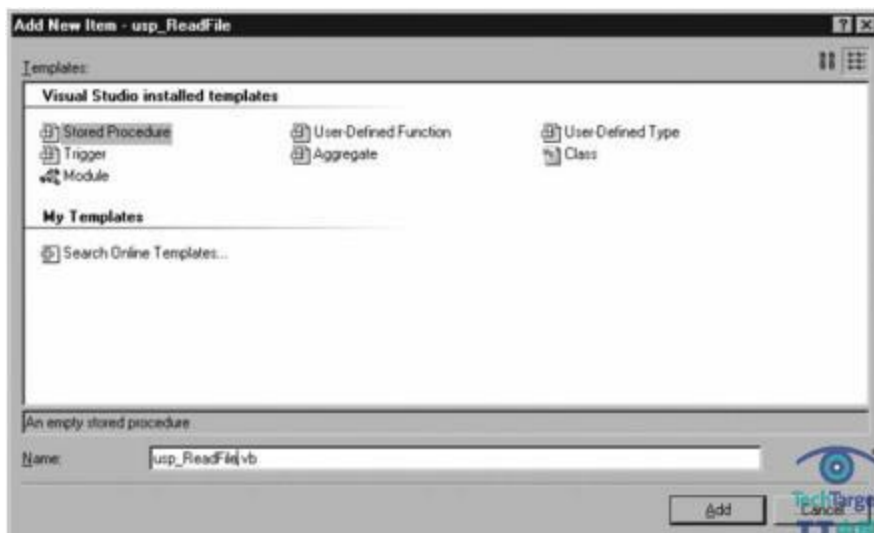 Add New Item - usp_ReadFile
Templates:
Visual Studio installed templates
Stored Procedure
User-Defined Function
User-Defined Type
Trigger
Aggregate
Class
Module
My Templates
Search Online Templates...
An empty stored procedure
Name:
usp_ReadFile.vb
Add
Cancel
TechTarge